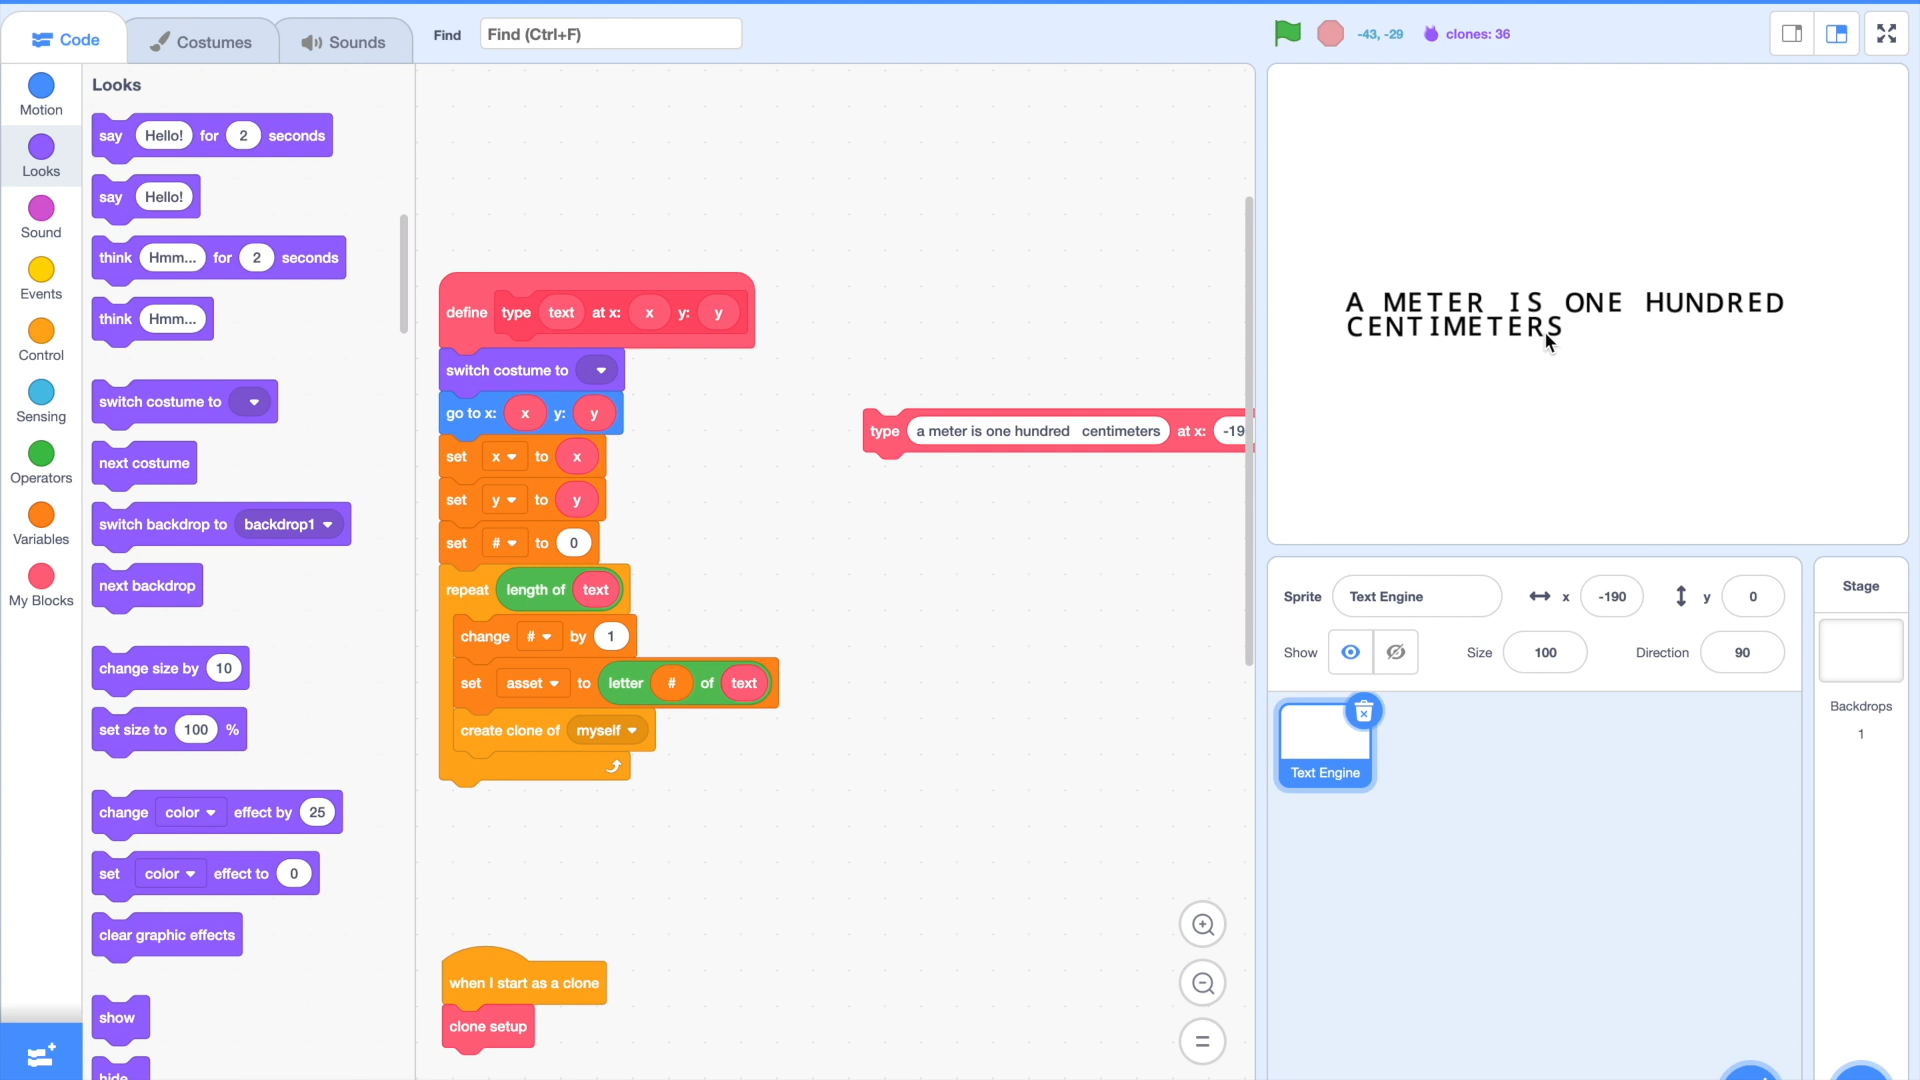 Code
Costumes
Sounds
Find
Find (Ctrl+F)
-43, -29
clones: 36
Motion
Looks
Sound
Events
Control
Sensing
Operators
Variables
My Blocks
Looks
say Hello! for 2 seconds
say Hello!
think Hmm... for 2 seconds
think Hmm...
switch costume to
next costume
switch backdrop to backdrop1
next backdrop
change size by 10
set size to 100 %
change color effect by 25
set color effect to 0
clear graphic effects
show
hide
define type text at x: x y: y
switch costume to
go to x: x y: y
set x to x
set y to y
set # to 0
repeat length of text
change # by 1
set asset to letter # of text
create clone of myself
when I start as a clone
clone setup
type a meter is one hundred centimeters at x: -19
A METER IS ONE HUNDRED
CENTIMETERS
Sprite Text Engine x -190 y 0
Show Size 100 Direction 90
Text Engine
Stage
Backdrops
1